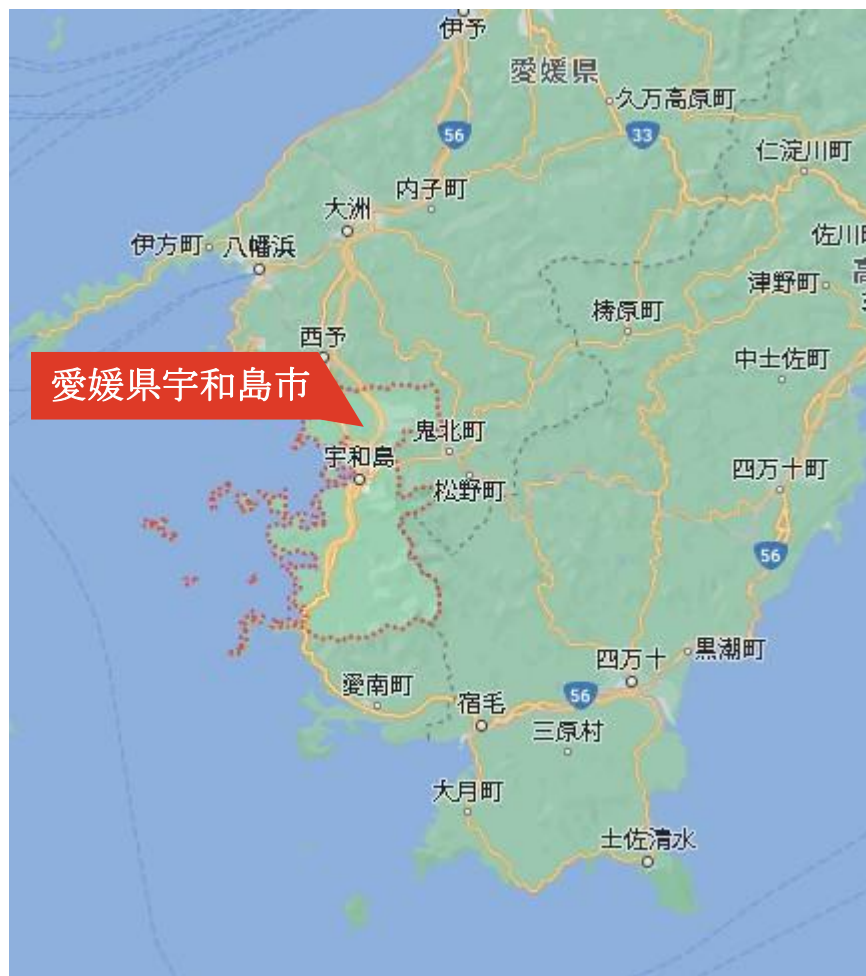 伊予
愛媛県
久万高原町
56
33
仁淀川町
内子町
大洲
佐川
伊方町
八幡浜
高
津野町
梼原町
西予
中土佐町
愛媛県宇和島市
鬼北町
宇和島
松野町
四万十町
56
四万十
黒潮町
愛南町
56
宿毛
三原村
大月町
土佐清水